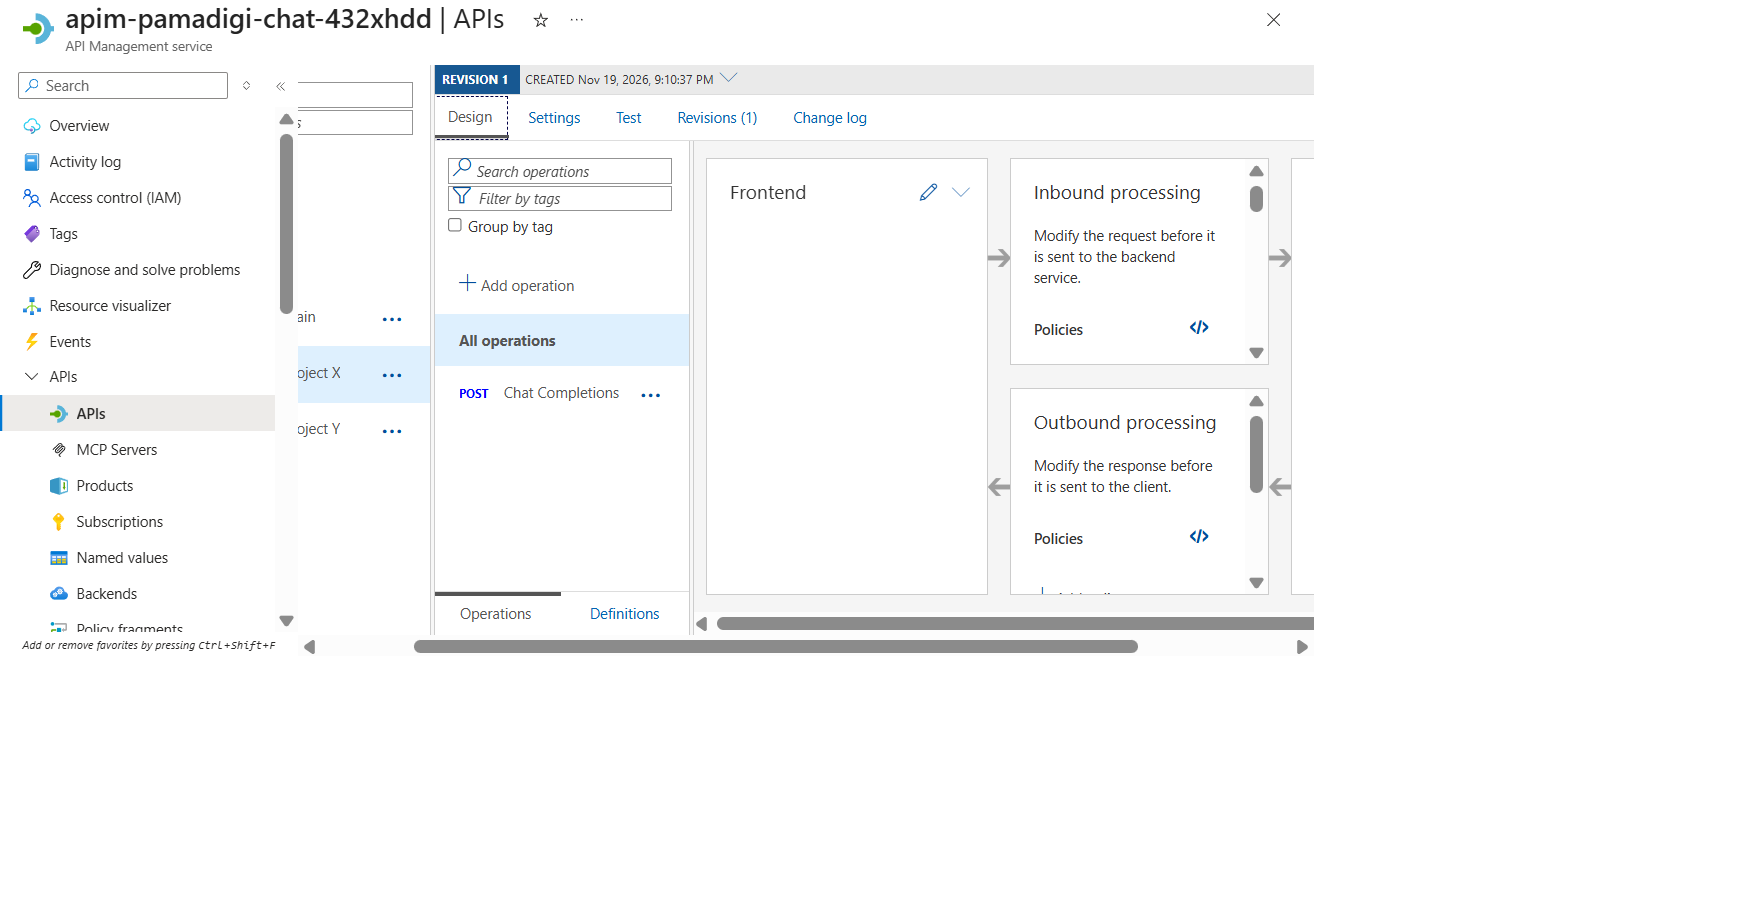 apim-pamadigi-chat-432xhdd | APIs
API Management service
Search
Overview
Activity log
Access control (IAM)
Tags
Diagnose and solve problems
Resource visualizer
Events
APIs
APIs
MCP Servers
Products
Subscriptions
Named values
Backends
Policy fragments
Add or remove favorites by pressing Ctrl+Shift+F
ain
oject X
oject Y
REVISION 1 CREATED Nov 19, 2026, 9:10:37 PM
Design Settings Test Revisions (1) Change log
Search operations
Filter by tags
Group by tag
Add operation
All operations
POST Chat Completions
Operations Definitions
Frontend
Inbound processing
Modify the request before it
is sent to the backend
service.
Policies </>
Outbound processing
Modify the response before
it is sent to the client.
Policies </>